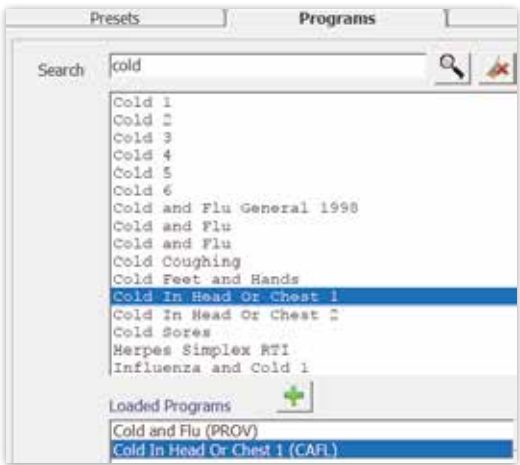 Presets Programs
Search cold
Cold 1
Cold 2
Cold 3
Cold 4
Cold 5
Cold 6
Cold and Flu General 1998
Cold and Flu
Cold and Flu
Cold Coughing
Cold Feet and Hands
Cold In Head Or Chest 1
Cold In Head Or Chest 2
Cold Sores
Herpes Simplex RTI
Influenza and Cold 1
Loaded Programs
Cold and Flu (PROV)
Cold In Head Or Chest 1 (CAFL)